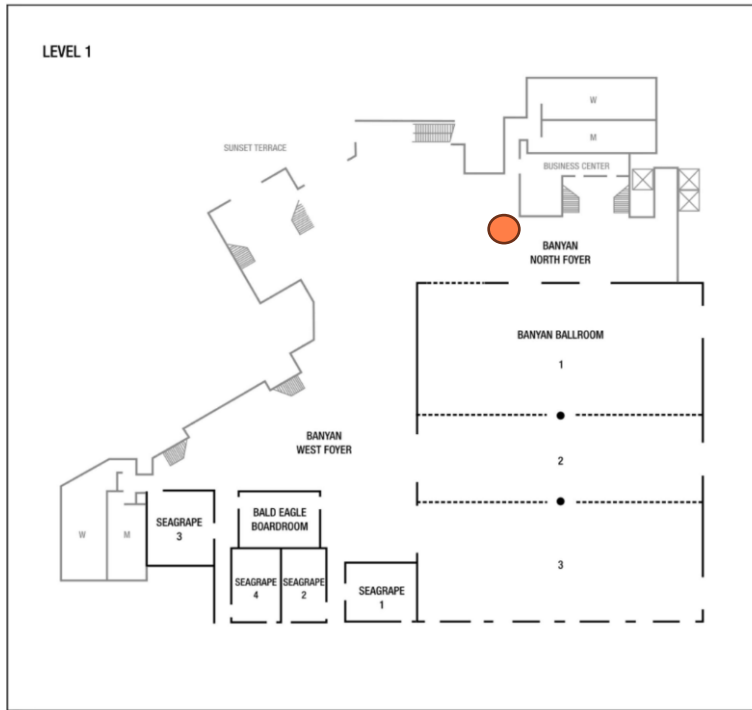 LEVEL 1
W
M
SUNSET TERRACE
BUSINESS CENTER
BANYAN
NORTH FOYER
BANYAN BALLROOM
1
BANYAN
WEST FOYER
2
BALD EAGLE
BOARDROOM
SEAGRAPE
3
W
M
3
SEAGRAPE
4
SEAGRAPE
2
SEAGRAPE
1